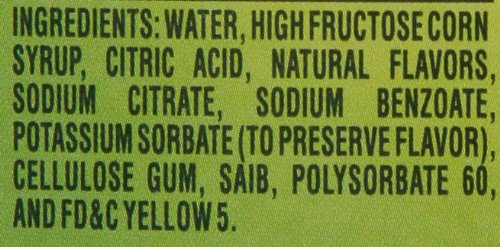 INGREDIENTS: WATER, HIGH FRUCTOSE CORN
SYRUP, CITRIC ACID, NATURAL FLAVORS,
SODIUM CITRATE, SODIUM BENZOATE,
POTASSIUM SORBATE (TO PRESERVE FLAVOR),
CELLULOSE GUM, SAIB, POLYSORBATE 60,
AND FD&C YELLOW 5.